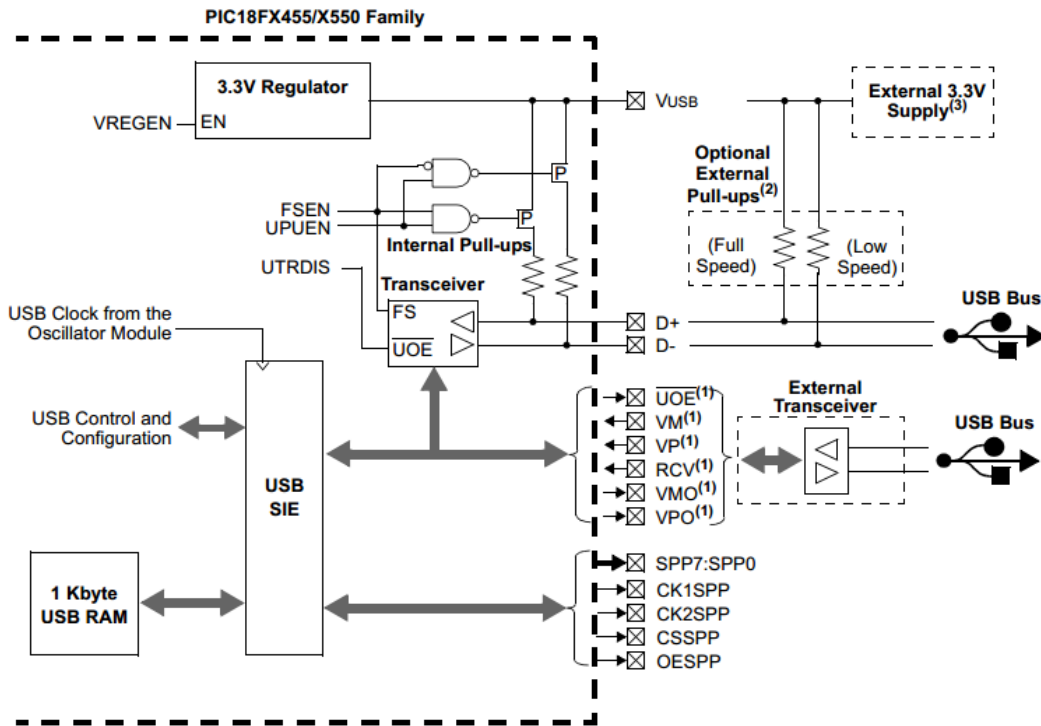 PIC18FX455/X550 Family
3.3V Regulator
EN
VREGEN
VUSB
External 3.3V
Supply(3)
Optional
External
Pull-ups(2)
P
P
FSEN
UPUEN
Internal Pull-ups
(Full
Speed)
(Low
Speed)
UTRDIS
Transceiver
FS
UOE
D+
D-
USB Bus
USB Clock from the
Oscillator Module
USB Control and
Configuration
USB
SIE
UOE(1)
VM(1)
VP(1)
RCV(1)
VMO(1)
VPO(1)
External
Transceiver
USB Bus
1 Kbyte
USB RAM
SPP7:SPP0
CK1SPP
CK2SPP
CSSPP
OESPP